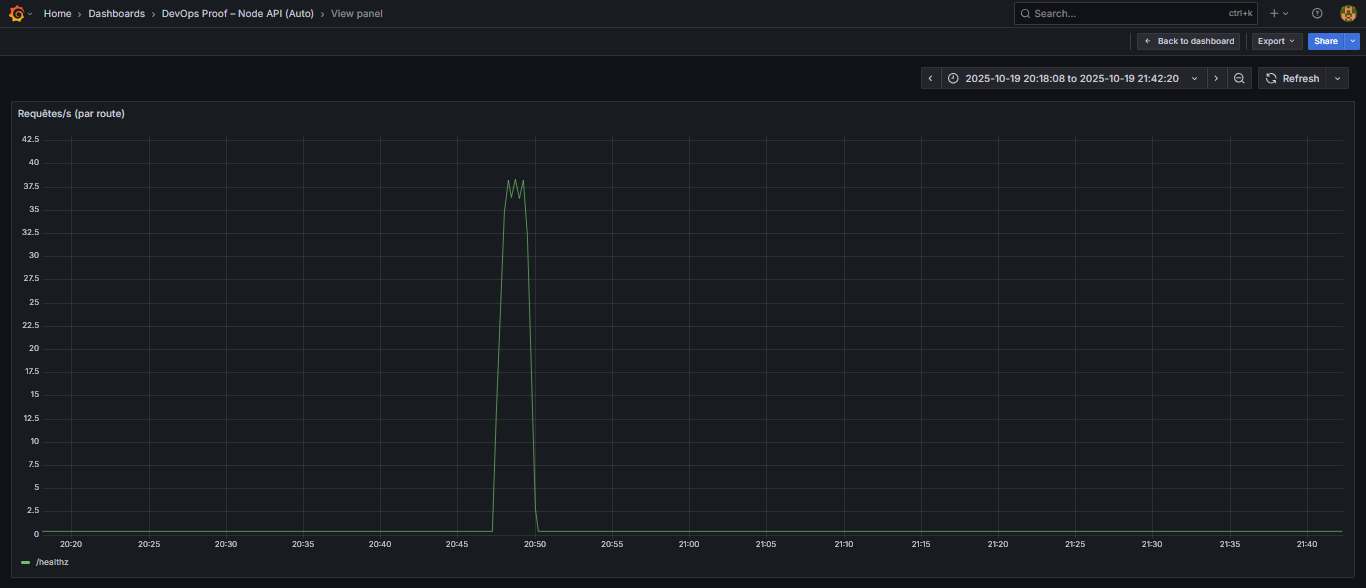 Home › Dashboards › DevOps Proof – Node API (Auto) › View panel
Search... ctrl+k
Back to dashboard Export Share
2025-10-19 20:18:08 to 2025-10-19 21:42:20 Refresh
Requêtes/s (par route)
42.5
40
37.5
35
32.5
30
27.5
25
22.5
20
17.5
15
12.5
10
7.5
5
2.5
0
20:20 20:25 20:30 20:35 20:40 20:45 20:50 20:55 21:00 21:05 21:10 21:15 21:20 21:25 21:30 21:35 21:40
/healthz